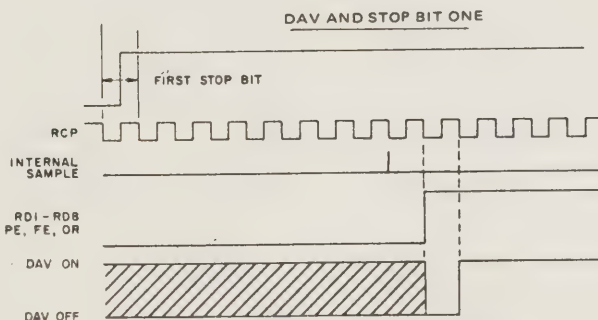 DAV AND STOP BIT ONE
FIRST STOP BIT
RCP
INTERNAL
SAMPLE
RD1-RD8
PE, FE, OR
DAV ON
DAV OFF